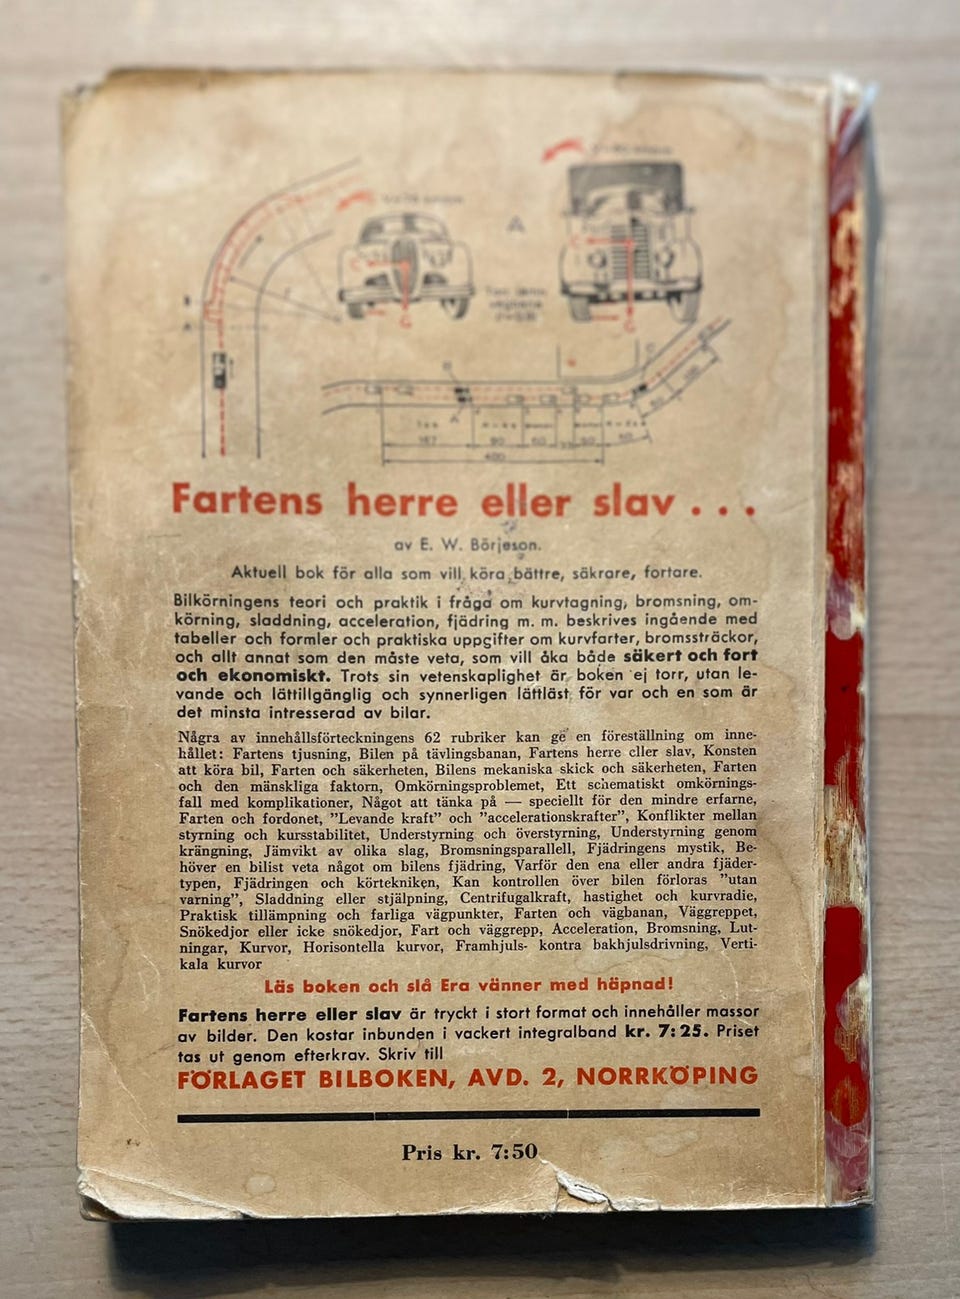 A
C
C
G
G
B
A
B
C
A
167
90
60
50
50
400
Fartens herre eller slav . . .
av E. W. Börjeson.
Aktuell bok för alla som vill köra bättre, säkrare, fortare.
Bilkörningens teori och praktik i fråga om kurvtagning, bromsning, om-
körning, sladdning, acceleration, fjädring m. m. beskrives ingående med
tabeller och formler och praktiska uppgifter om kurvfarter, bromssträckor,
och allt annat som den måste veta, som vill åka både säkert och fort
och ekonomiskt. Trots sin vetenskaplighet är boken ej torr, utan le-
vande och lättillgänglig och synnerligen lättläst för var och en som är
det minsta intresserad av bilar.
Några av innehållsförteckningens 62 rubriker kan ge en föreställning om inne-
hållet: Fartens tjusning, Bilen på tävlingsbanan, Fartens herre eller slav, Konsten
att köra bil, Farten och säkerheten, Bilens mekaniska skick och säkerheten, Farten
och den mänskliga faktorn, Omkörningsproblemet, Ett schematiskt omkörnings-
fall med komplikationer, Något att tänka på — speciellt för den mindre erfarne,
Farten och fordonet, ”Levande kraft” och ”accelerationskrafter”, Konflikter mellan
styrning och kursstabilitet, Understyrning och överstyrning, Understyrning genom
krängning, Jämvikt av olika slag, Bromsningsparallell, Fjädringens mystik, Be-
höver en bilist veta något om bilens fjädring, Varför den ena eller andra fjäder-
typen, Fjädringen och körtekniken, Kan kontrollen över bilen förloras ”utan
varning”, Sladdning eller stjälpning, Centrifugalkraft, hastighet och kurvradie,
Praktisk tillämpning och farliga vägpunkter, Farten och vägbanan, Väggreppet,
Snökedjor eller icke snökedjor, Fart och väggrepp, Acceleration, Bromsning, Lut-
ningar, Kurvor, Horisontella kurvor, Framhjuls- kontra bakhjulsdrivning, Verti-
kala kurvor
Läs boken och slå Era vänner med häpnad!
Fartens herre eller slav är tryckt i stort format och innehåller massor
av bilder. Den kostar inbunden i vackert integralband kr. 7:25. Priset
tas ut genom efterkrav. Skriv till
FÖRLAGET BILBOKEN, AVD. 2, NORRKÖPING
Pris kr. 7:50